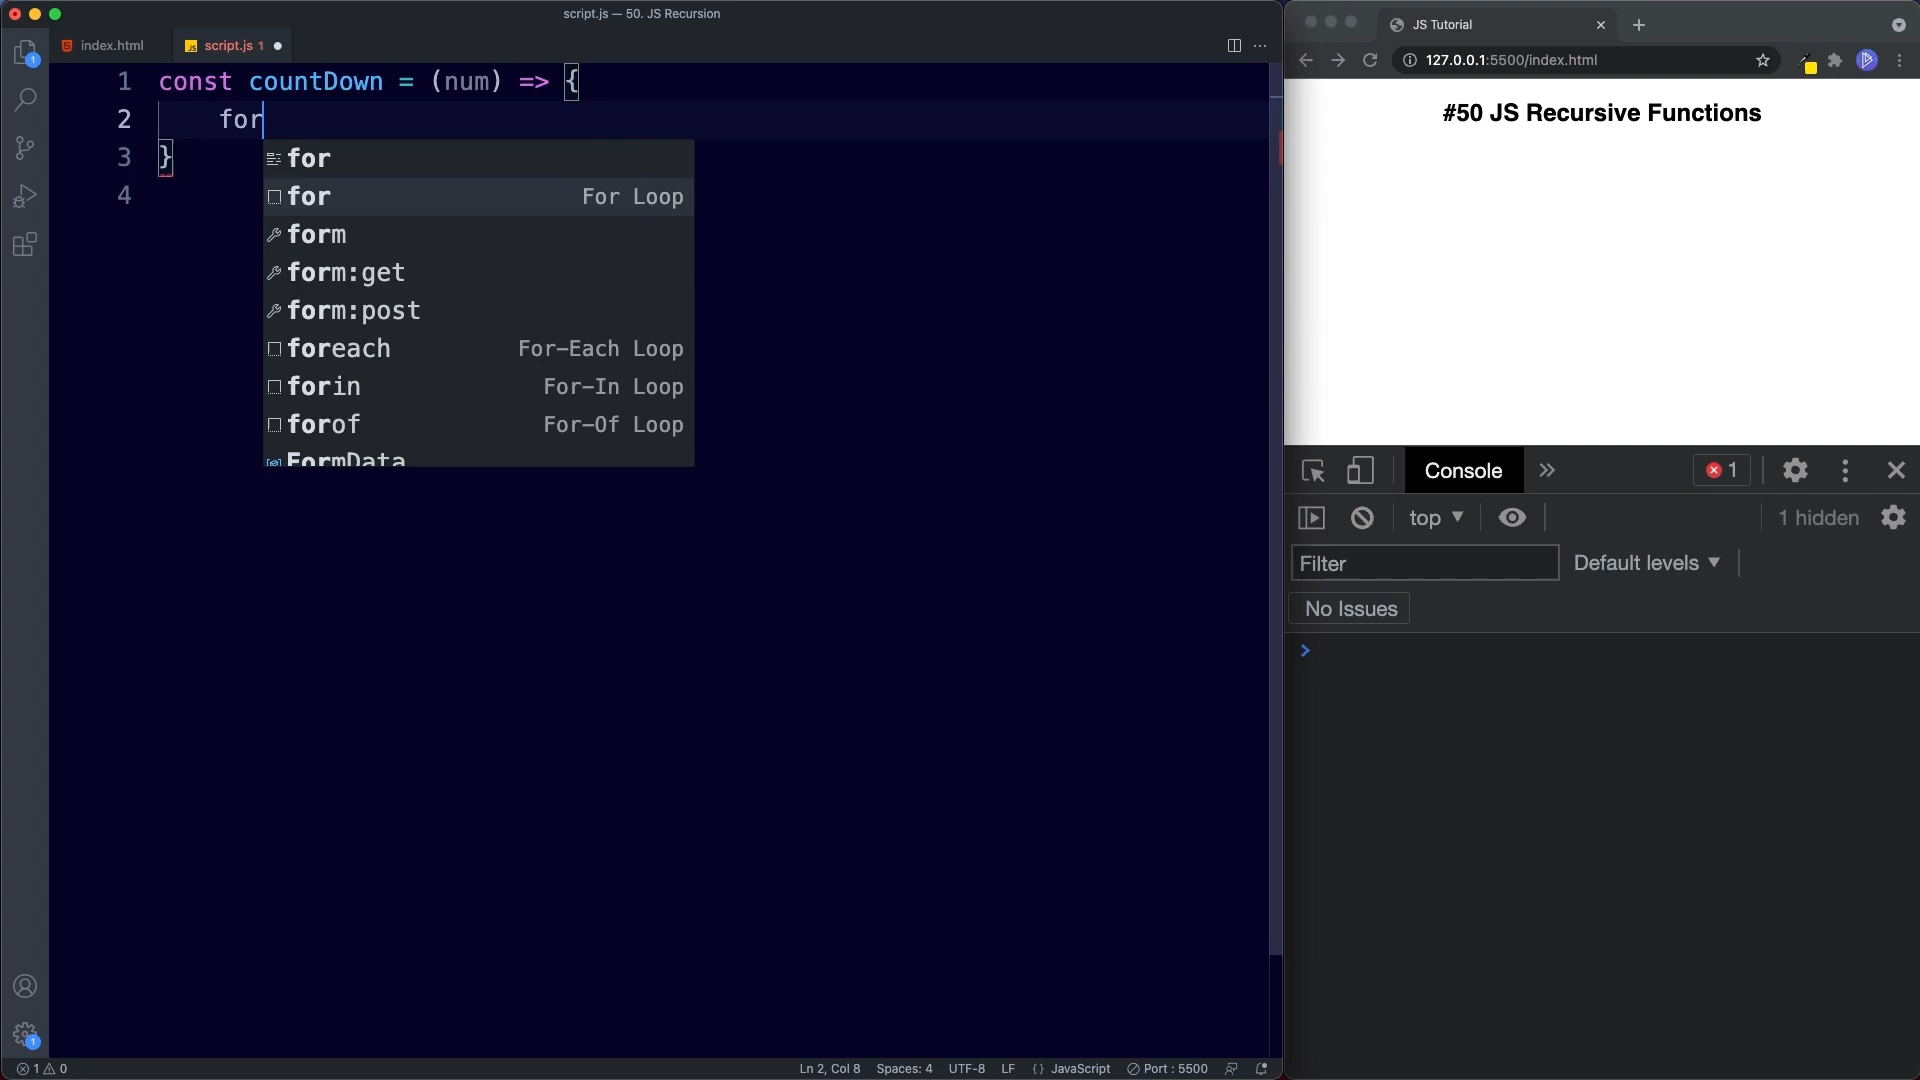 script.js — 50. JS Recursion
index.html
script.js 1
1 const countDown = (num) => {
2 for
3 }
4
for
for For Loop
form
form:get
form:post
foreach For-Each Loop
forin For-In Loop
forof For-Of Loop
FormData
1
1
1 0
Ln 2, Col 8
Spaces: 4
UTF-8
LF
{ } JavaScript
Port : 5500
JS Tutorial
127.0.0.1:5500/index.html
#50 JS Recursive Functions
Console
1
top
1 hidden
Filter
Default levels
No Issues